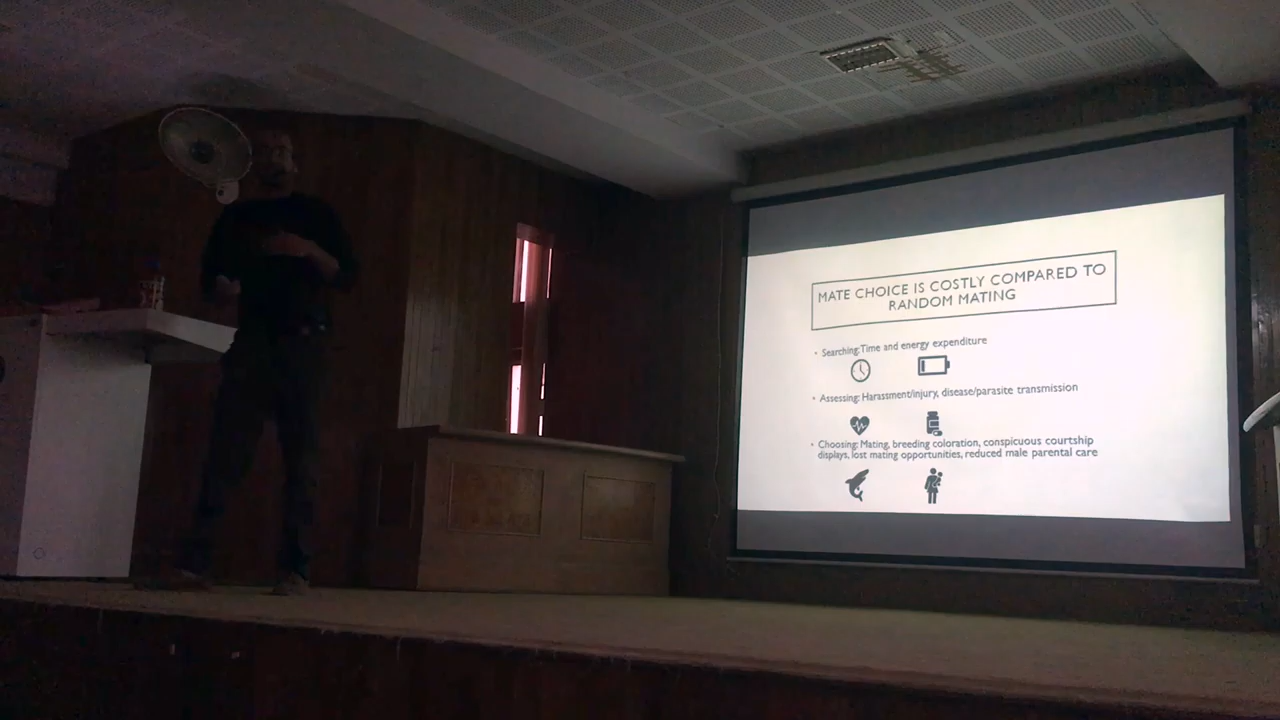 MATE CHOICE IS COSTLY COMPARED TO
RANDOM MATING
• Searching: Time and energy expenditure
• Assessing: Harassment/injury, disease/parasite transmission
• Choosing: Mating, breeding coloration, conspicuous courtship
displays, lost mating opportunities, reduced male parental care